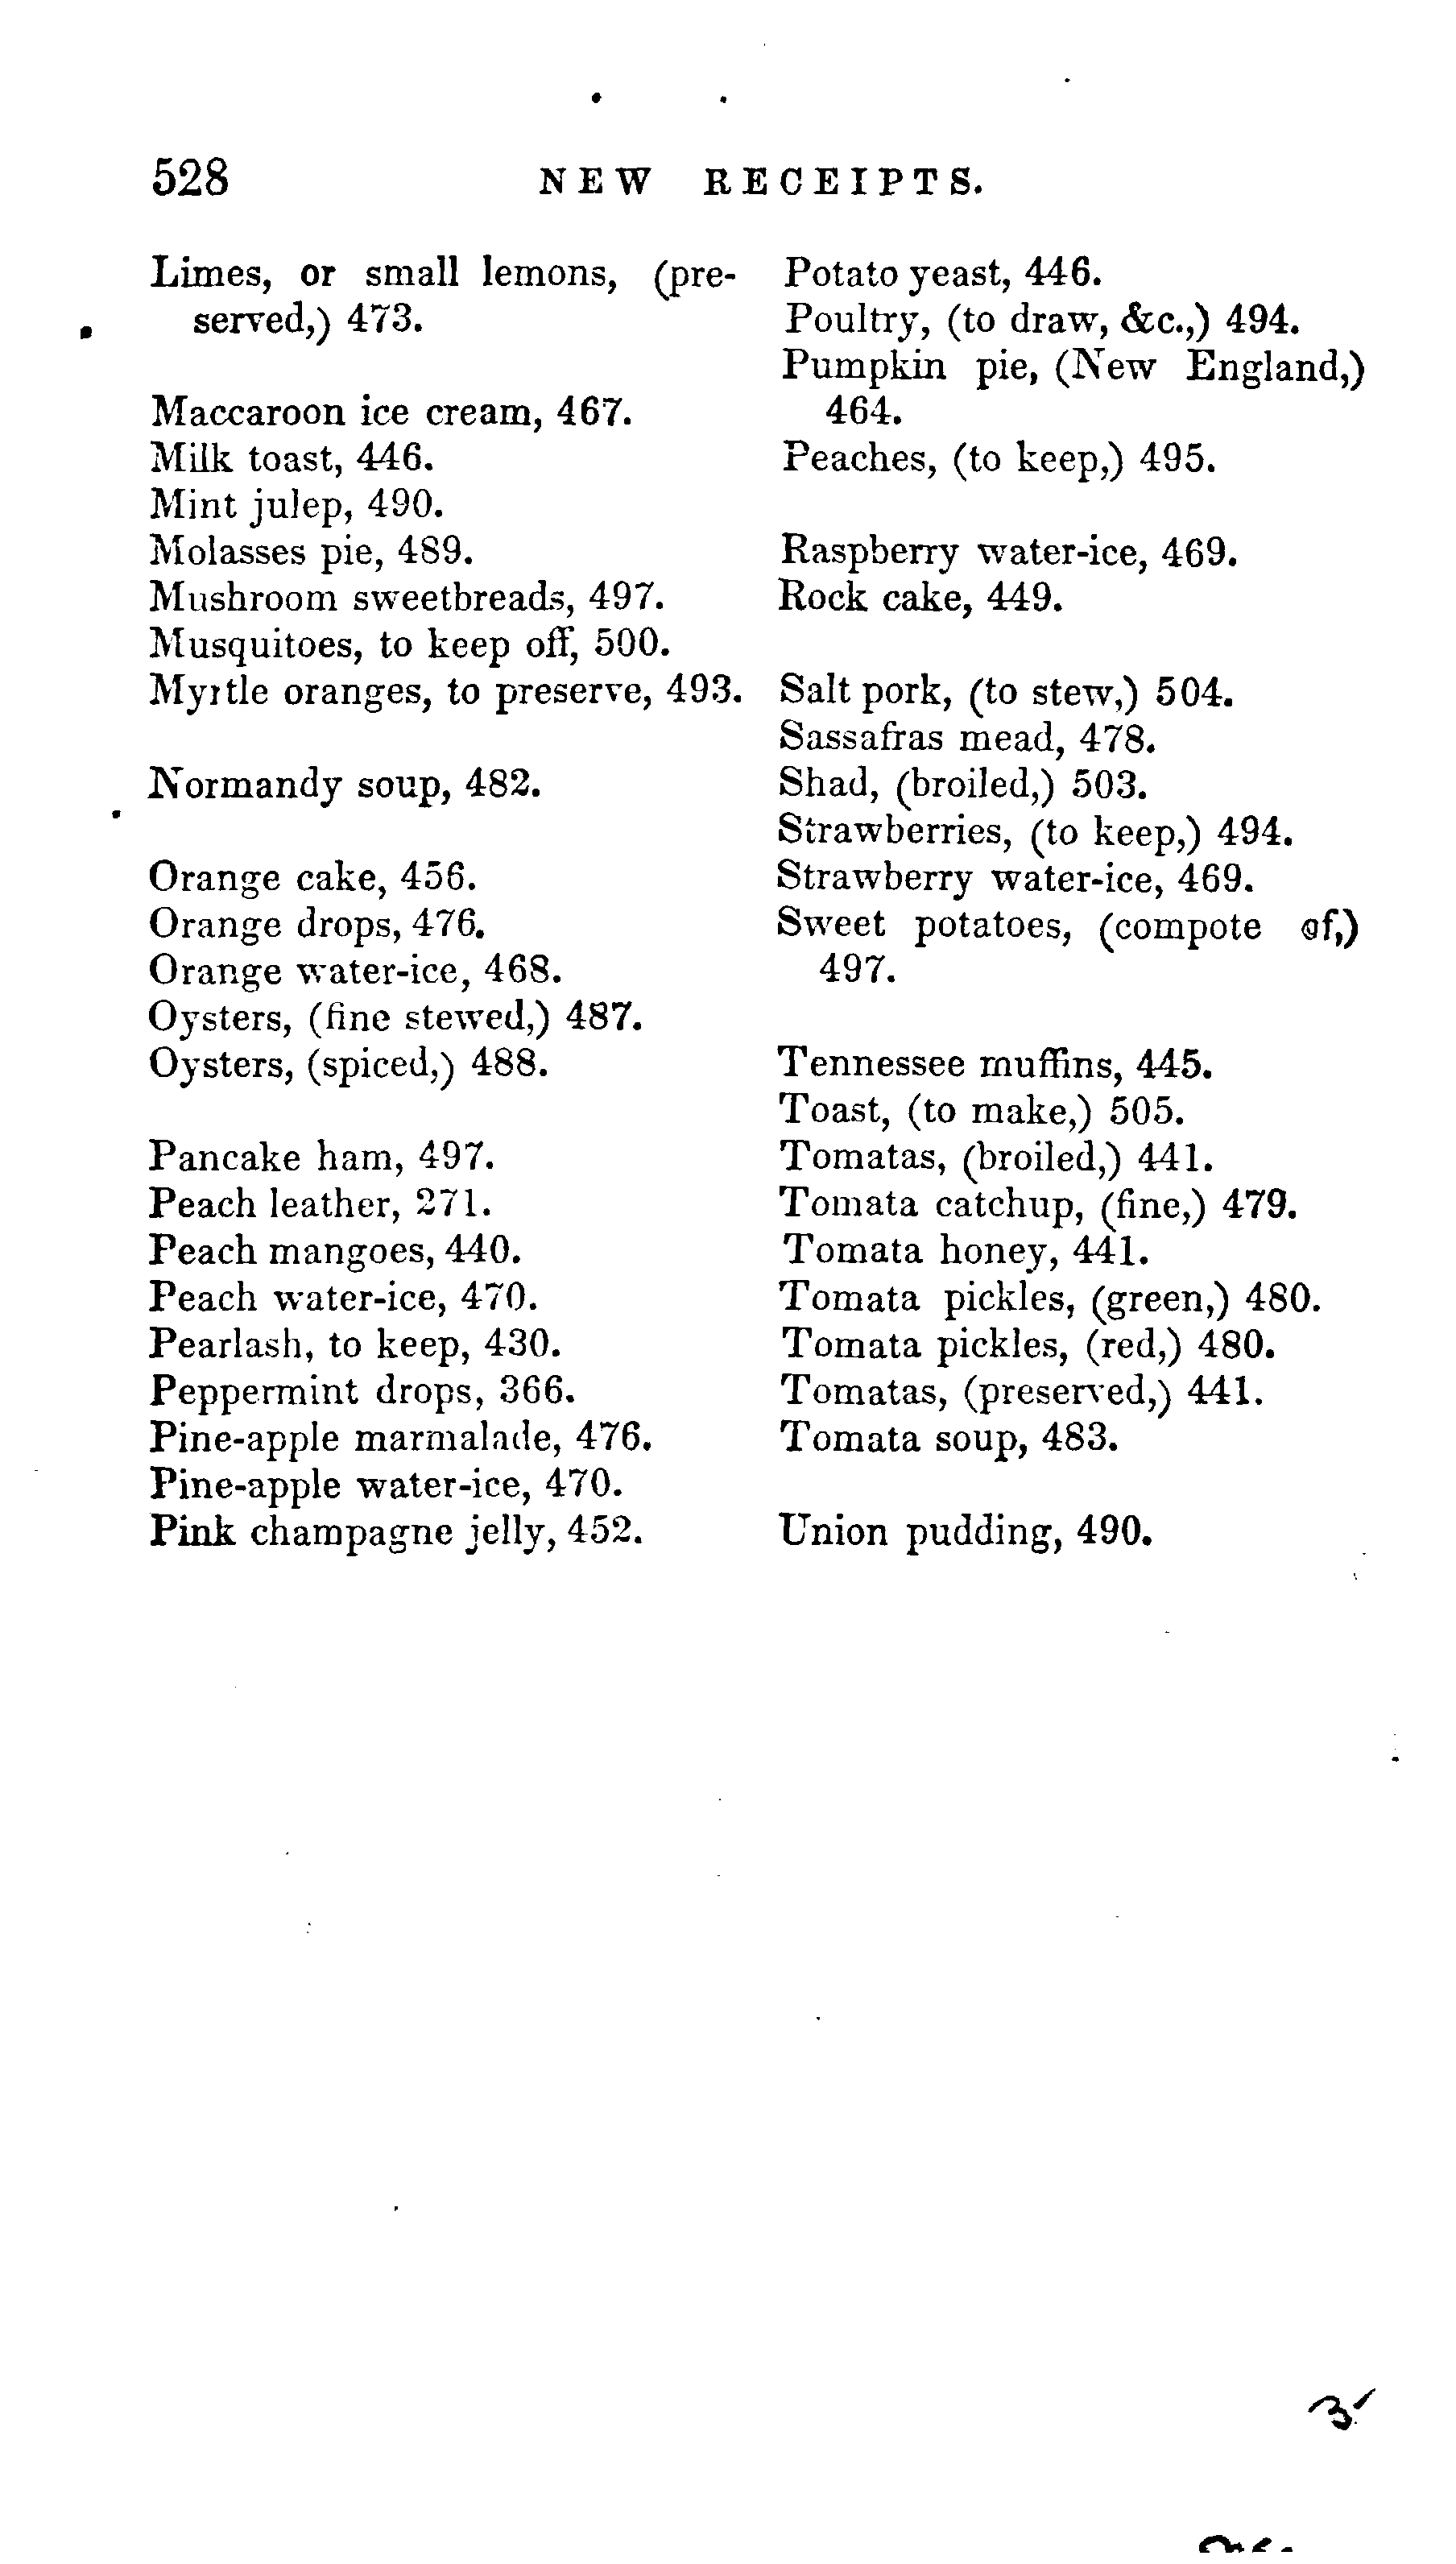 528 NEW RECEIPTS.
Limes, or small lemons, (pre-
served,) 473.
Maccaroon ice cream, 467.
Milk toast, 446.
Mint julep, 490.
Molasses pie, 489.
Mushroom sweetbreads, 497.
Musquitoes, to keep off, 500.
Myrtle oranges, to preserve, 493.
Normandy soup, 482.
Orange cake, 456.
Orange drops, 476.
Orange water-ice, 468.
Oysters, (fine stewed,) 487.
Oysters, (spiced,) 488.
Pancake ham, 497.
Peach leather, 271.
Peach mangoes, 440.
Peach water-ice, 470.
Pearlash, to keep, 430.
Peppermint drops, 366.
Pine-apple marmalade, 476.
Pine-apple water-ice, 470.
Pink champagne jelly, 452.
Potato yeast, 446.
Poultry, (to draw, &c.,) 494.
Pumpkin pie, (New England,)
464.
Peaches, (to keep,) 495.
Raspberry water-ice, 469.
Rock cake, 449.
Salt pork, (to stew,) 504.
Sassafras mead, 478.
Shad, (broiled,) 503.
Strawberries, (to keep,) 494.
Strawberry water-ice, 469.
Sweet potatoes, (compote of,)
497.
Tennessee muffins, 445.
Toast, (to make,) 505.
Tomatas, (broiled,) 441.
Tomata catchup, (fine,) 479.
Tomata honey, 441.
Tomata pickles, (green,) 480.
Tomata pickles, (red,) 480.
Tomatas, (preserved,) 441.
Tomata soup, 483.
Union pudding, 490.